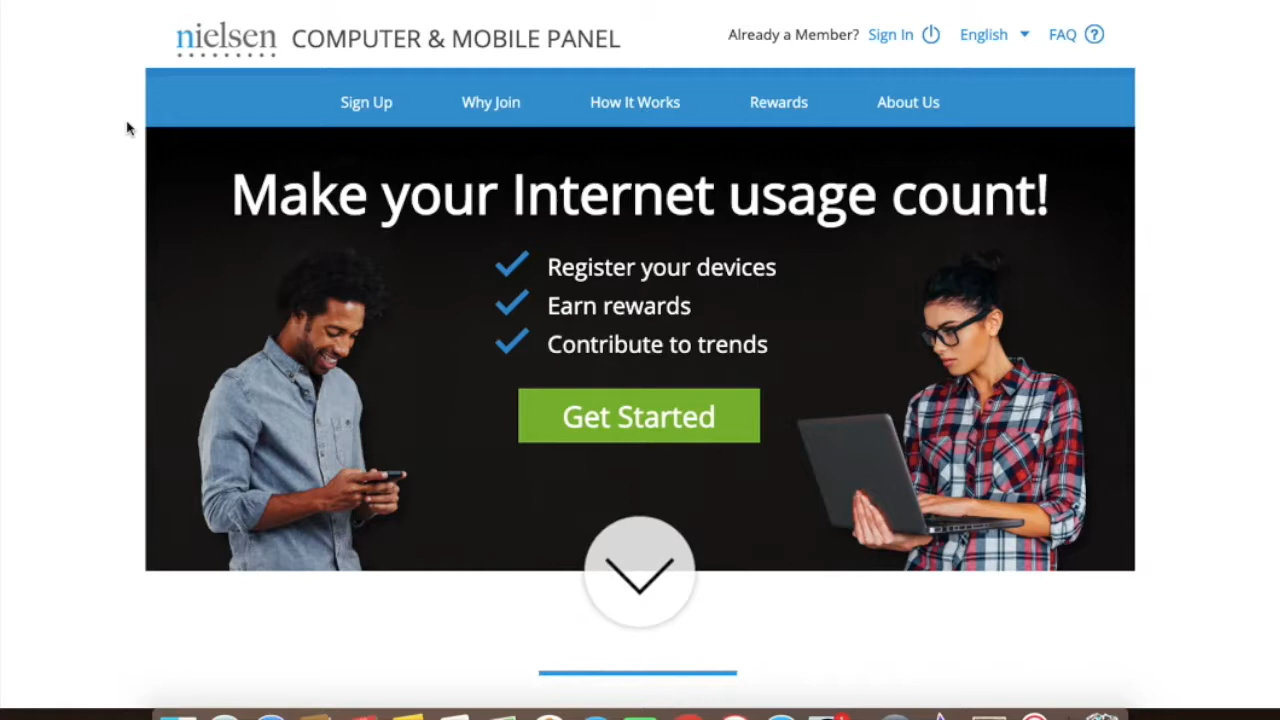 nielsen COMPUTER & MOBILE PANEL
Already a Member? Sign In English FAQ ?
Sign Up Why Join How It Works Rewards About Us
Make your Internet usage count!
Register your devices
Earn rewards
Contribute to trends
Get Started